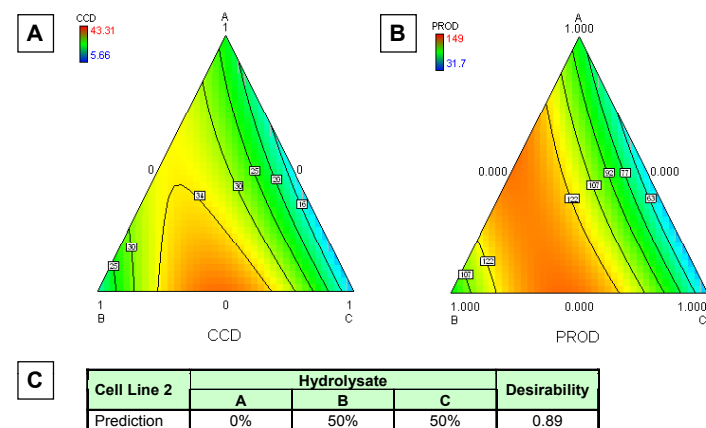 A
CCD
43.31
5.66
A
1
0
0
25
20
30
16
34
30
25
1
B
0
1
C
CCD
B
PROD
149
31.7
A
1.000
0.000
0.000
92
77
107
122
63
122
107
1.000
B
0.000
1.000
C
PROD
C
Cell Line 2 Hydrolysate Desirability
A B C
Prediction 0% 50% 50% 0.89